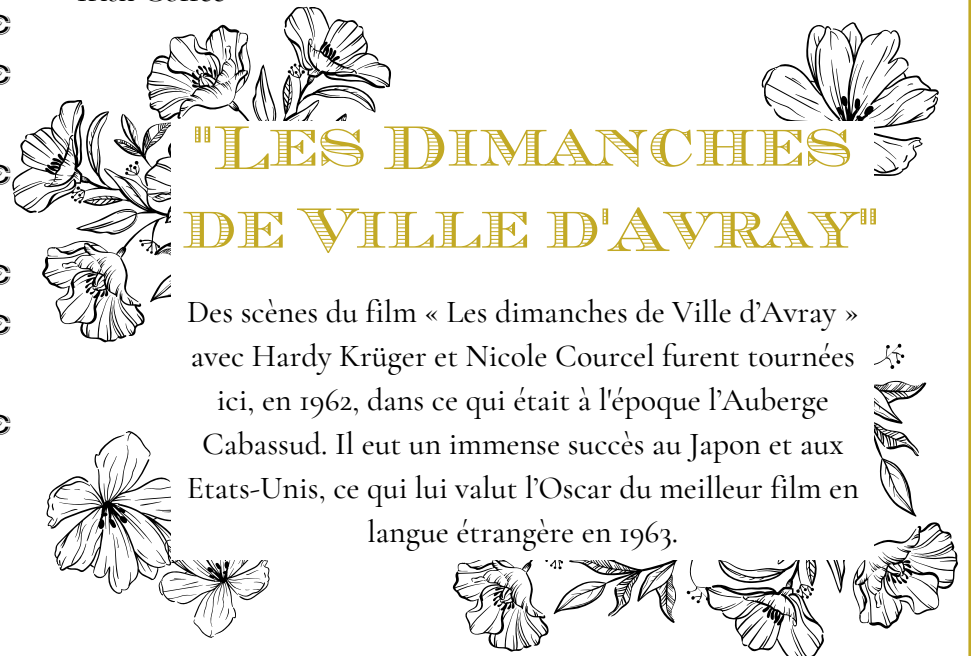 "Les Dimanches
de Ville d'Avray"
Des scènes du film « Les dimanches de Ville d’Avray »
avec Hardy Krüger et Nicole Courcel furent tournées
ici, en 1962, dans ce qui était à l'époque l’Auberge
Cabassud. Il eut un immense succès au Japon et aux
Etats-Unis, ce qui lui valut l’Oscar du meilleur film en
langue étrangère en 1963.